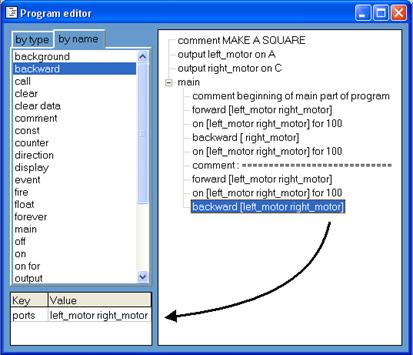 Program editor
by type by name
background
backward
call
clear
clear data
comment
const
counter
direction
display
event
fire
float
forever
main
off
on
on for
output
Key Value
ports left_motor right_motor
comment MAKE A SQUARE
output left_motor on A
output right_motor on C
main
comment beginning of main part of program
forward [left_motor right_motor]
on [left_motor right_motor] for 100
backward [ right_motor]
on [left_motor right_motor] for 100
comment : ===========================
forward [left_motor right_motor]
on [left_motor right_motor] for 100
backward [left_motor right_motor]